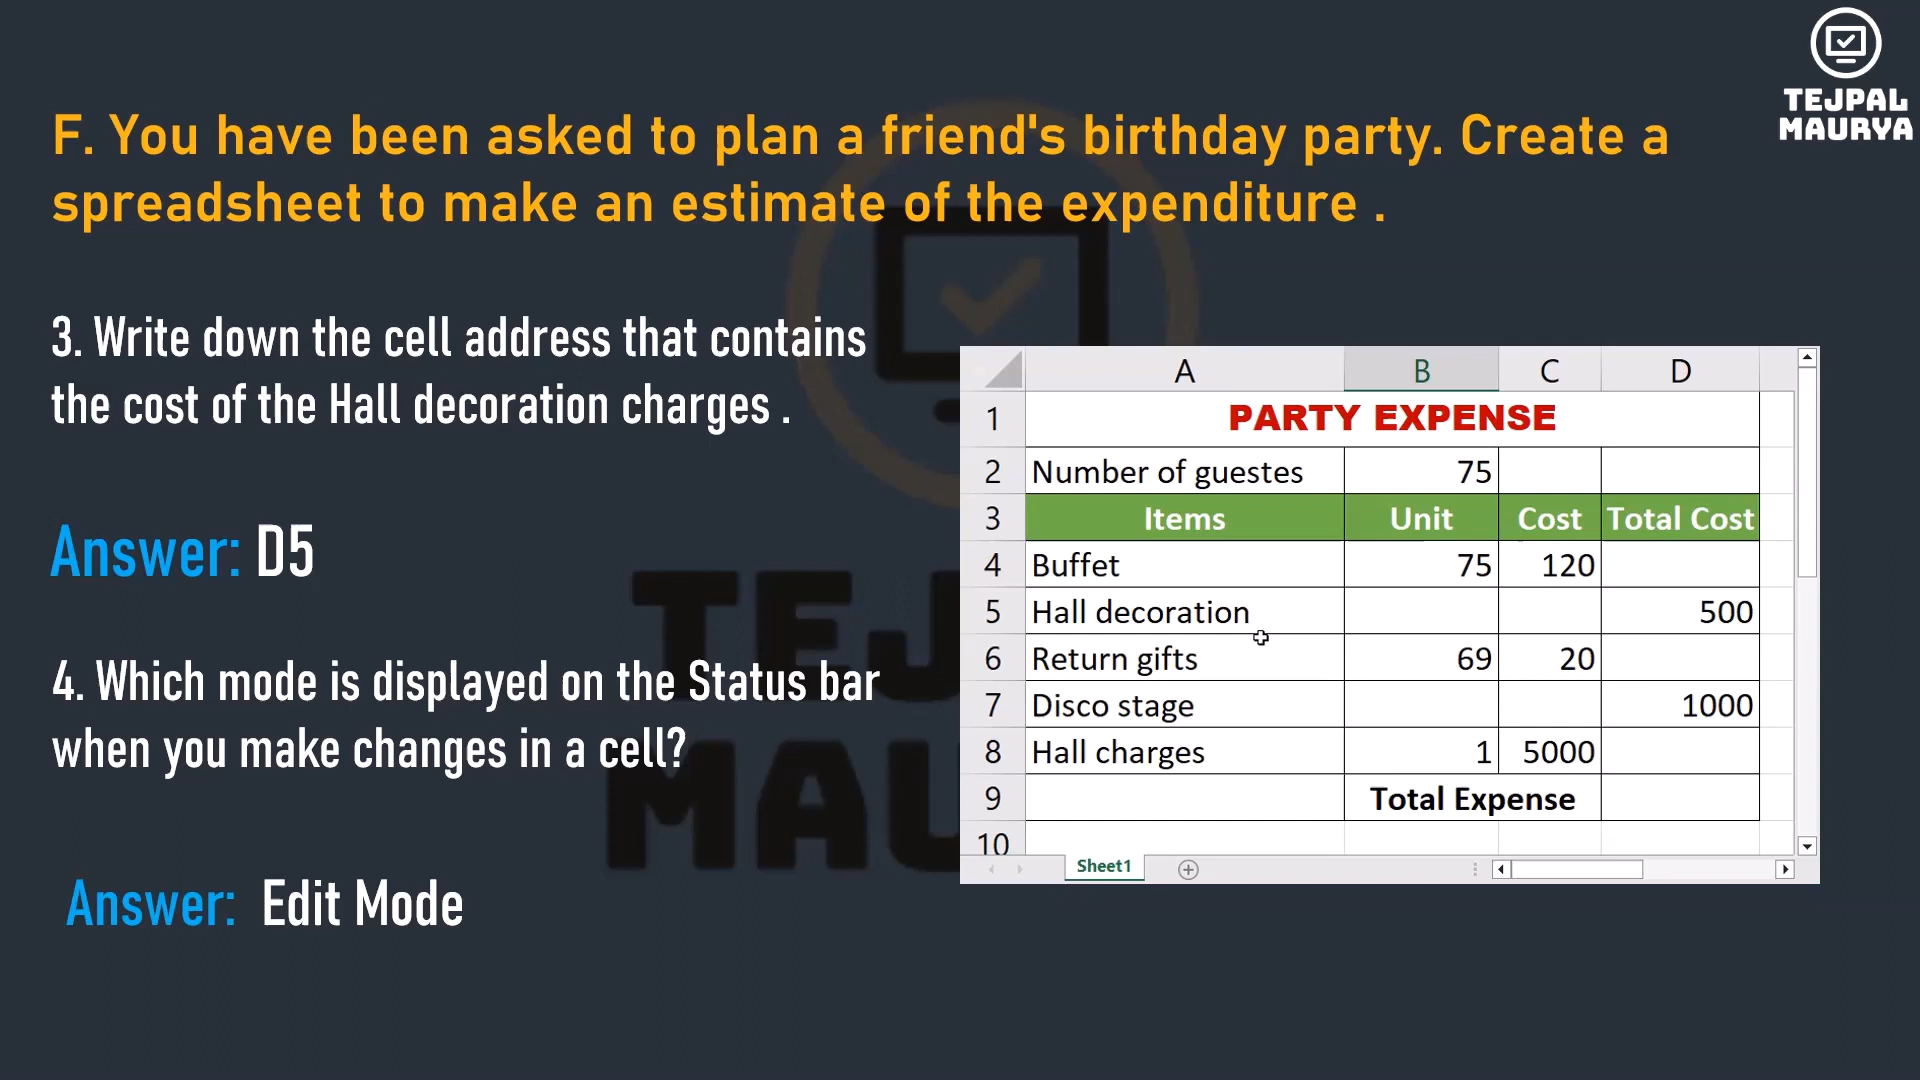 TEJPAL
MAURYA
F. You have been asked to plan a friend's birthday party. Create a
spreadsheet to make an estimate of the expenditure .
3. Write down the cell address that contains
the cost of the Hall decoration charges .
Answer: D5
4. Which mode is displayed on the Status bar
when you make changes in a cell?
Answer: Edit Mode
A B C D
1 PARTY EXPENSE
2 Number of guestes 75
3 Items Unit Cost Total Cost
4 Buffet 75 120
5 Hall decoration 500
6 Return gifts 69 20
7 Disco stage 1000
8 Hall charges 1 5000
9 Total Expense
10
Sheet1
TEJ
MAU